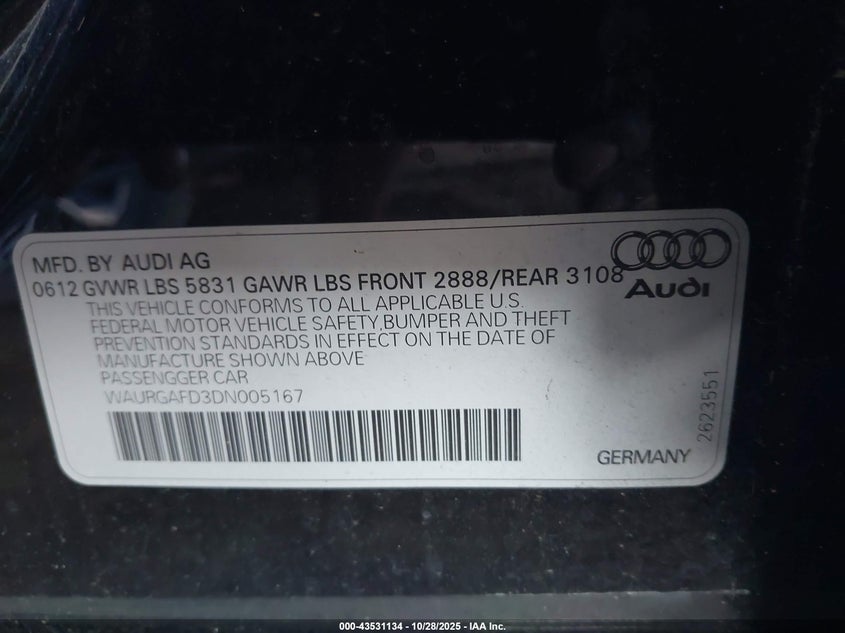 MFD. BY AUDI AG
0612 GVWR LBS 5831 GAWR LBS FRONT 2888/REAR 3108
Audi
THIS VEHICLE CONFORMS TO ALL APPLICABLE U.S.
FEDERAL MOTOR VEHICLE SAFETY,BUMPER AND THEFT
PREVENTION STANDARDS IN EFFECT ON THE DATE OF
MANUFACTURE SHOWN ABOVE
PASSENGGER CAR
WAURGAFD3DN005167
2623551
GERMANY
000-43531134 - 10/28/2025 - IAA Inc.